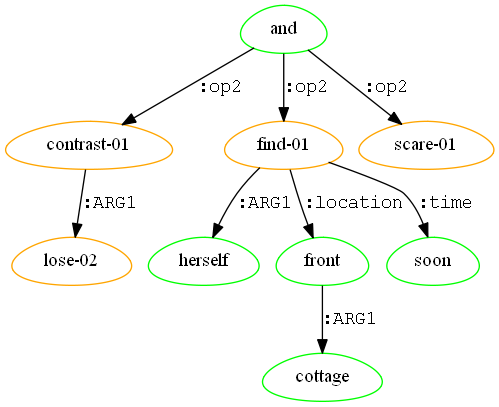 and
:op2 :op2 :op2
contrast-01 find-01 scare-01
:ARG1 :ARG1 :location :time
lose-02 herself front soon
:ARG1
cottage